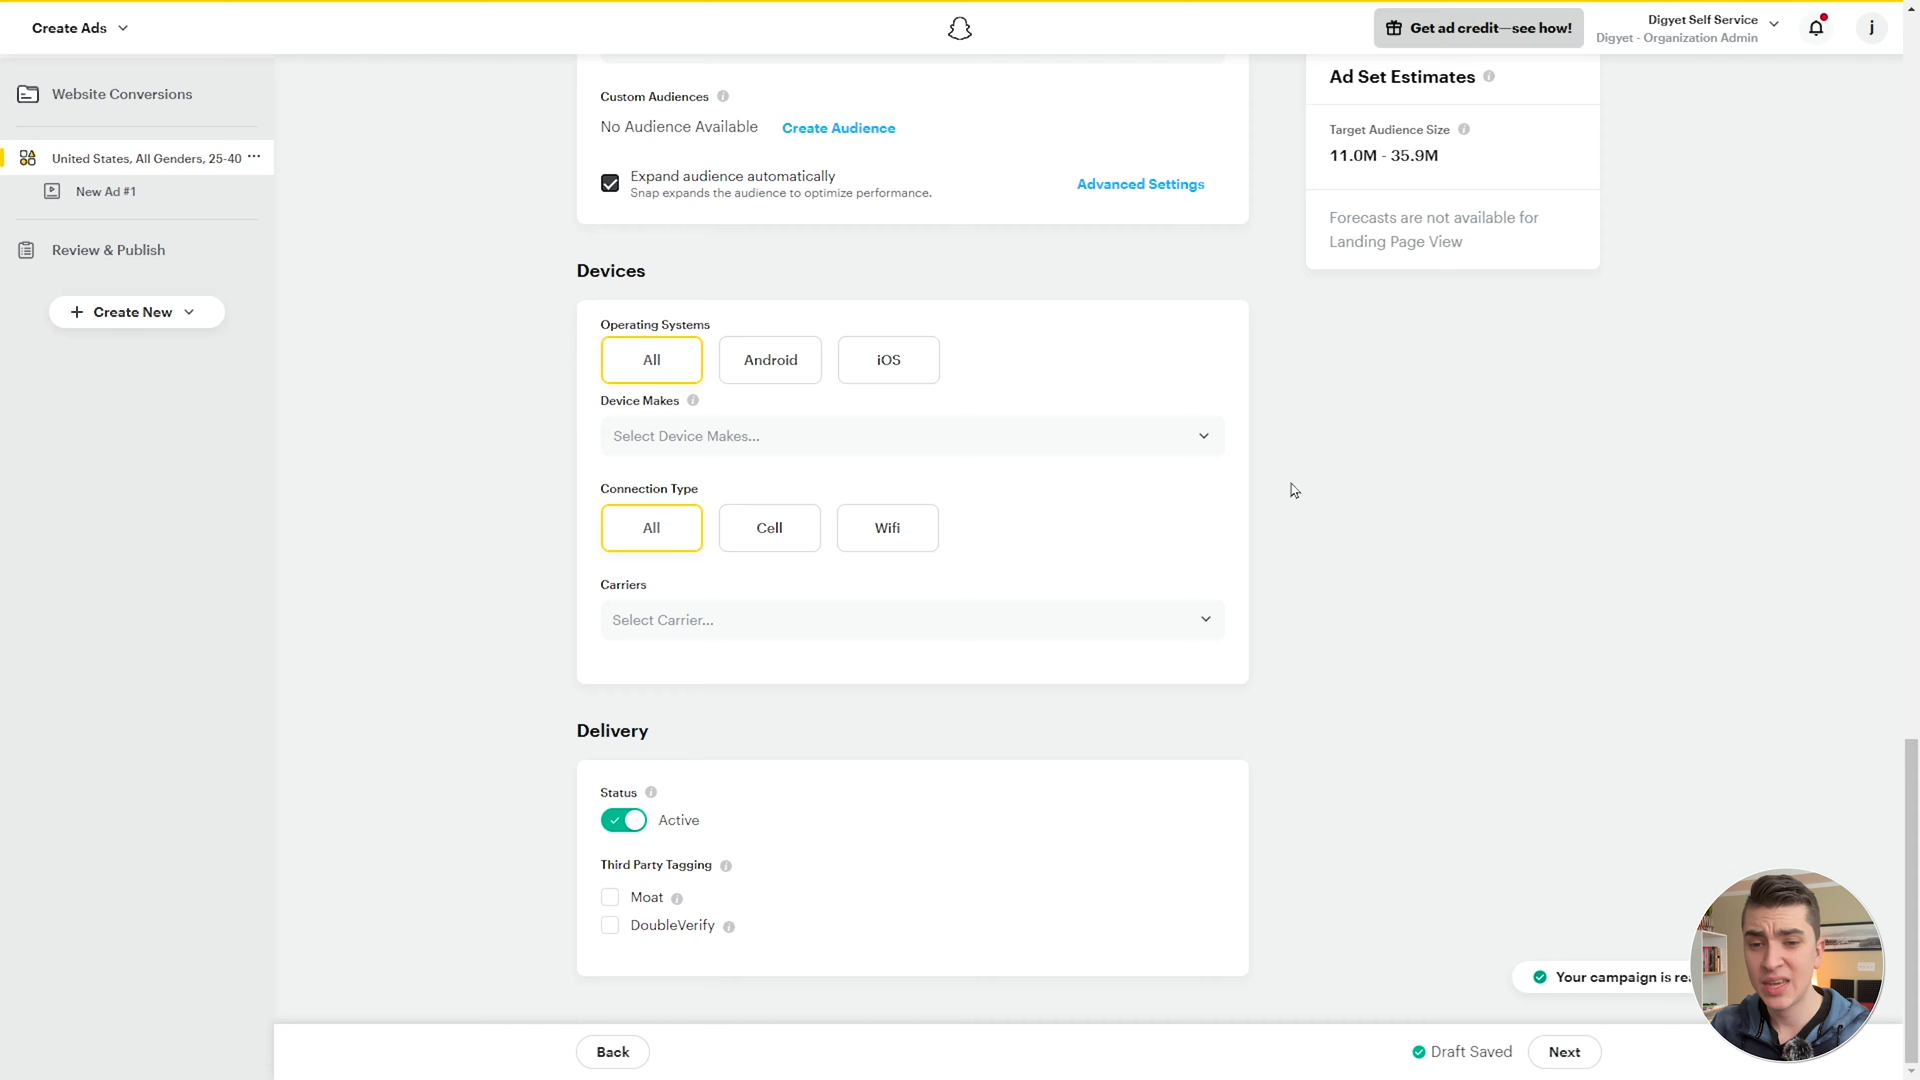 Create Ads
Get ad credit—see how!
Digyet Self Service
Digyet - Organization Admin
j
Website Conversions
United States, All Genders, 25-40 ...
New Ad #1
Review & Publish
+ Create New
Custom Audiences
No Audience Available
Create Audience
Expand audience automatically
Snap expands the audience to optimize performance.
Advanced Settings
Ad Set Estimates
Target Audience Size
11.0M - 35.9M
Forecasts are not available for
Landing Page View
Devices
Operating Systems
All
Android
iOS
Device Makes
Select Device Makes...
Connection Type
All
Cell
Wifi
Carriers
Select Carrier...
Delivery
Status
Active
Third Party Tagging
Moat
DoubleVerify
Your campaign is re
Back
Draft Saved
Next